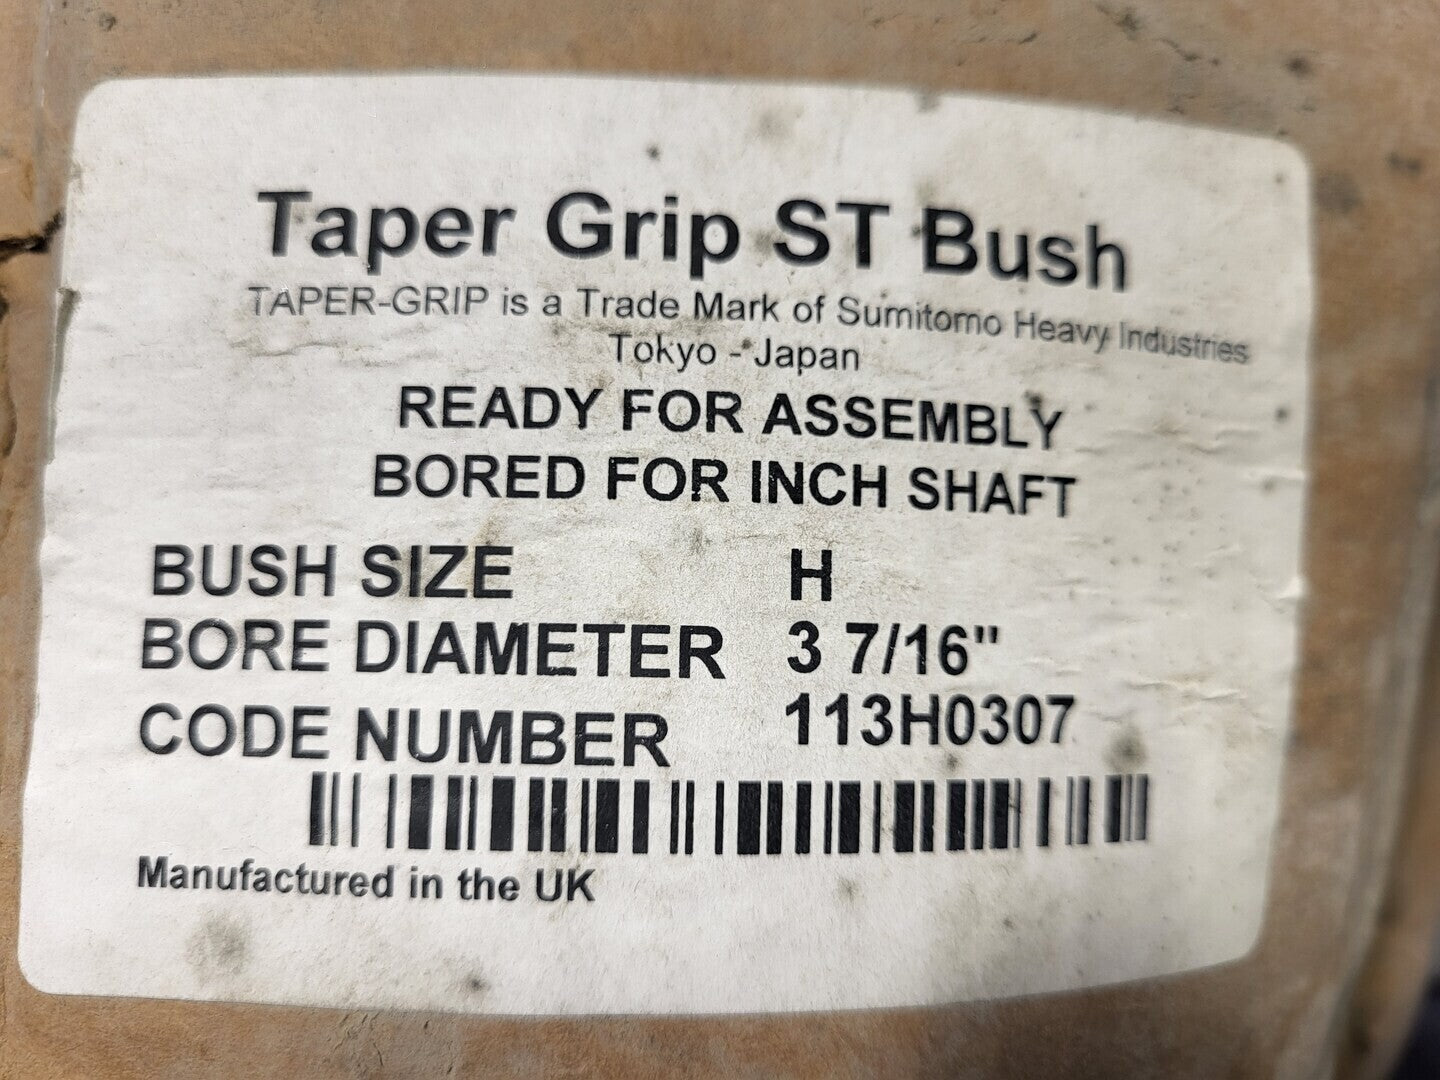 Taper Grip ST Bush
TAPER-GRIP is a Trade Mark of Sumitomo Heavy Industries
Tokyo - Japan
READY FOR ASSEMBLY
BORED FOR INCH SHAFT
BUSH SIZE H
BORE DIAMETER 3 7/16"
CODE NUMBER 113H0307
Manufactured in the UK